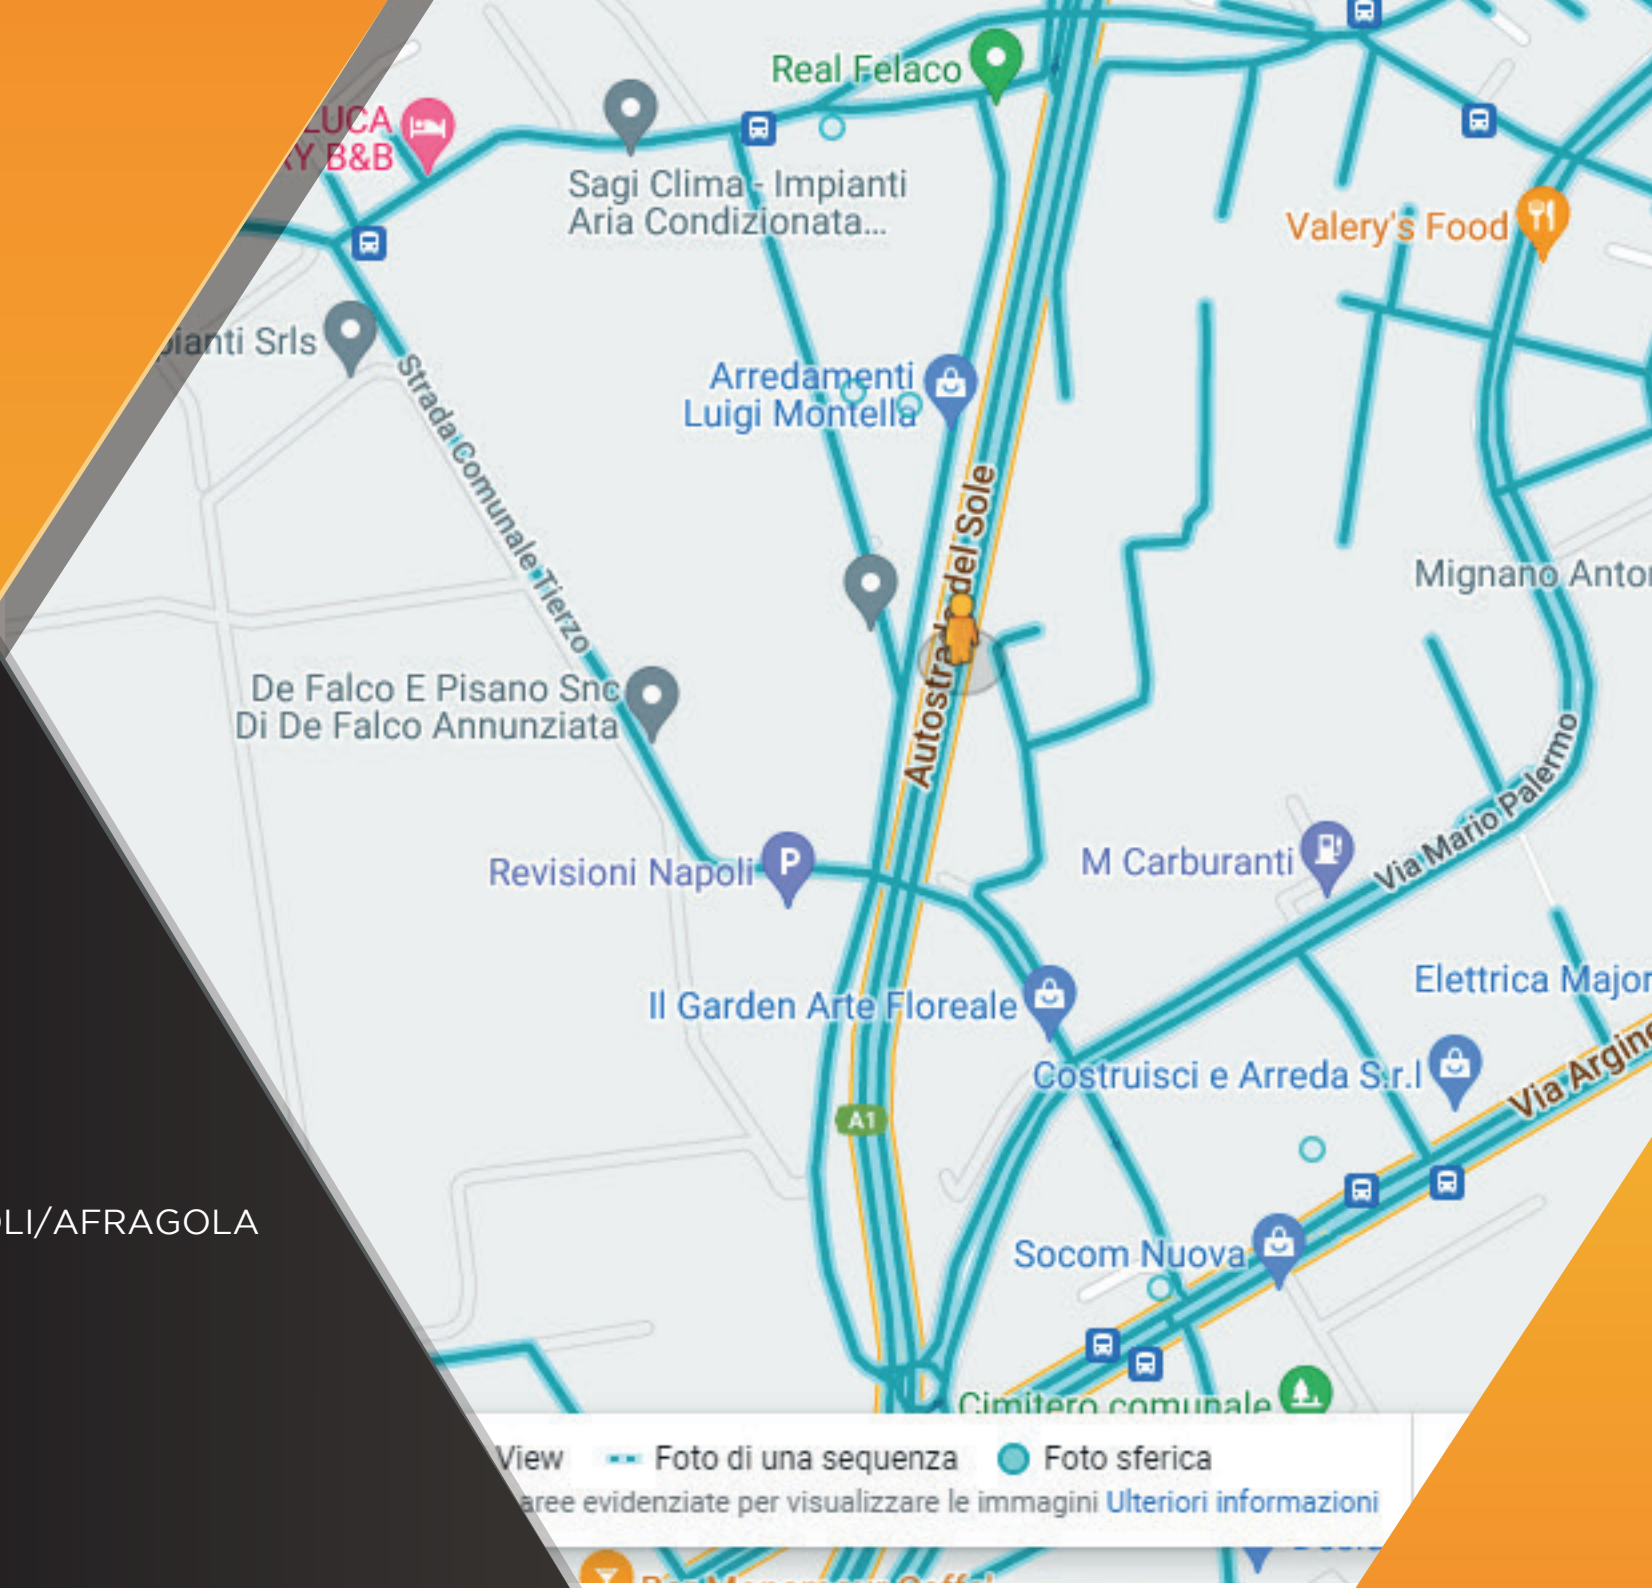 Real Felaco
LUCA
B&B
Sagi Clima - Impianti
Aria Condizionata...
Valery's Food
pianti Srls
Strada Comunale Tierzo
Arredamenti
Luigi Montella
Autostrada del Sole
Mignano Anton
De Falco E Pisano Snc
Di De Falco Annunziata
Via Mario Palermo
Revisioni Napoli
P
M Carburanti
Elettrica Major
Il Garden Arte Floreale
Costruisci e Arreda S.r.l
Via Argine
A1
OLI/AFRAGOLA
Socom Nuova
Cimitero comunale
View
Foto di una sequenza
Foto sferica
aree evidenziate per visualizzare le immagini Ulteriori informazioni